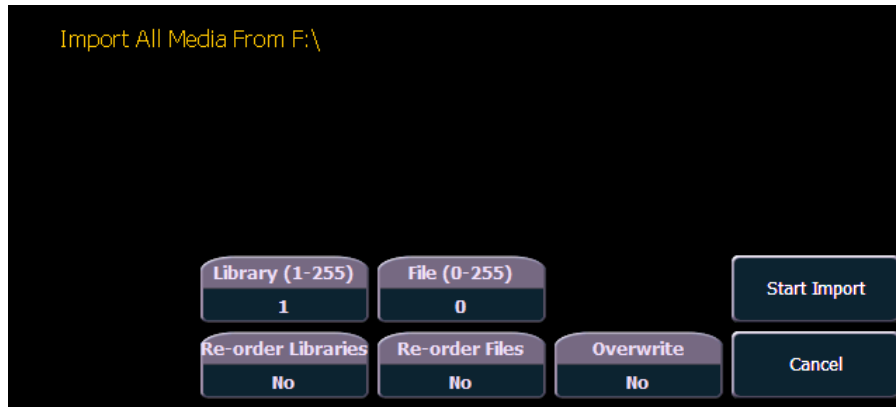 Import All Media From F:\
Library (1-255)
1
File (0-255)
0
Start Import
Re-order Libraries
No
Re-order Files
No
Overwrite
No
Cancel